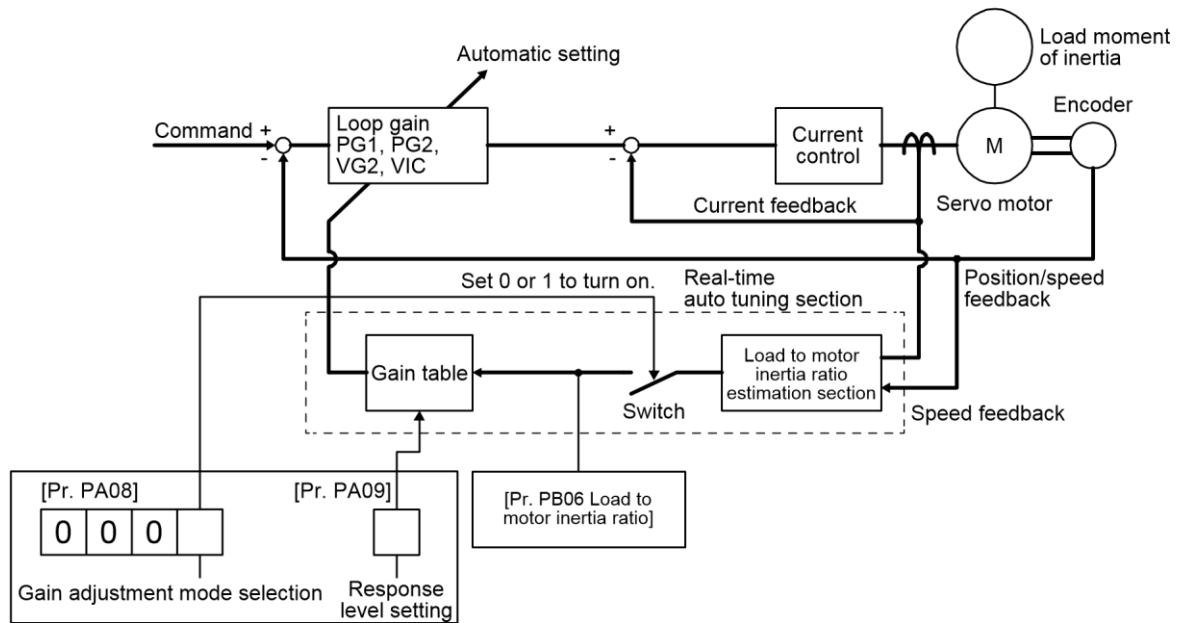 Automatic setting
Load moment
of inertia
Encoder
Command +
-
Loop gain
PG1, PG2,
VG2, VIC
+
-
Current
control
M
Servo motor
Current feedback
Set 0 or 1 to turn on.
Real-time
auto tuning section
Position/speed
feedback
Gain table
Switch
Load to motor
inertia ratio
estimation section
Speed feedback
[Pr. PA08]
[Pr. PA09]
0 0 0
Gain adjustment mode selection
Response
level setting
[Pr. PB06 Load to
motor inertia ratio]